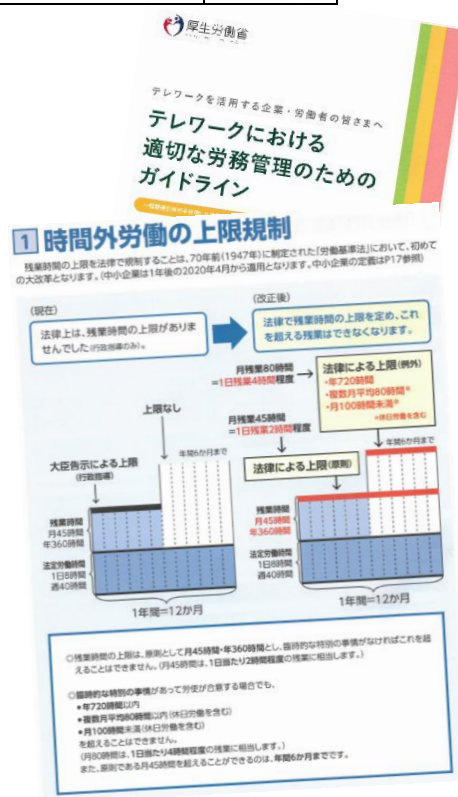 厚生労働省
テレワークを活用する企業・労働者の皆さまへ
テレワークにおける
適切な労務管理のための
ガイドライン
1 時間外労働の上限規制
残業時間の上限を法律で規制することは、70年前(1947年)に制定された「労働基準法」において、初めて
の大改革となります。(中小企業は1年後の2020年4月から適用となります。中小企業の定義はP17参照)
(現在)
法律上は、残業時間の上限がありま
せんでした(行政指導のみ)。
(改正後)
法律で残業時間の上限を定め、これ
を超える残業はできなくなります。
月残業80時間
=1日残業4時間程度
法律による上限(例外)
・年720時間
・複数月平均80時間*
・月100時間未満*
*休日労働を含む
上限なし
月残業45時間
=1日残業2時間程度
年間6か月まで
年間6か月まで
大臣告示による上限
(行政指導)
法律による上限(原則)
残業時間
月45時間
年360時間
法定労働時間
1日8時間
週40時間
1年間=12か月
残業時間
月45時間
年360時間
法定労働時間
1日8時間
週40時間
1年間=12か月
○残業時間の上限は、原則として月45時間・年360時間とし、臨時的な特別の事情がなければこれを超
えることはできません。(月45時間は、1日当たり2時間程度の残業に相当します。)
○臨時的な特別の事情があって労使が合意する場合でも、
●年720時間以内
●複数月平均80時間以内(休日労働を含む)
●月100時間未満(休日労働を含む)
を超えることはできません。
(月80時間は、1日当たり4時間程度の残業に相当します。)
また、原則である月45時間を超えることができるのは、年間6か月までです。